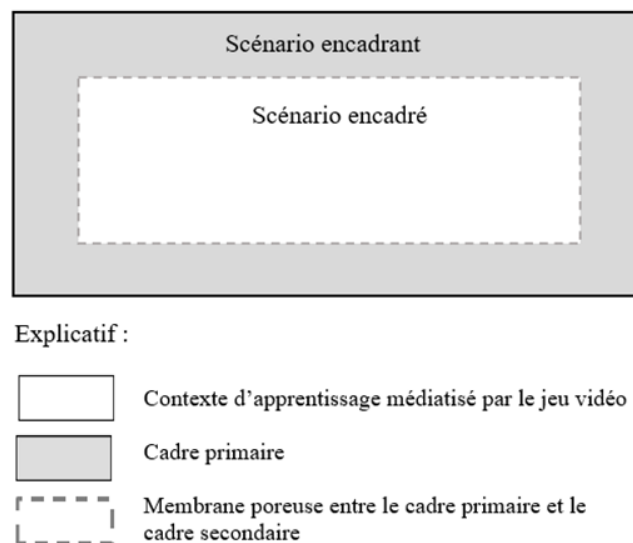 Scénario encadrant
Scénario encadré
Explicatif :
Contexte d'apprentissage médiatisé par le jeu vidéo
Cadre primaire
Membrane poreuse entre le cadre primaire et le
cadre secondaire